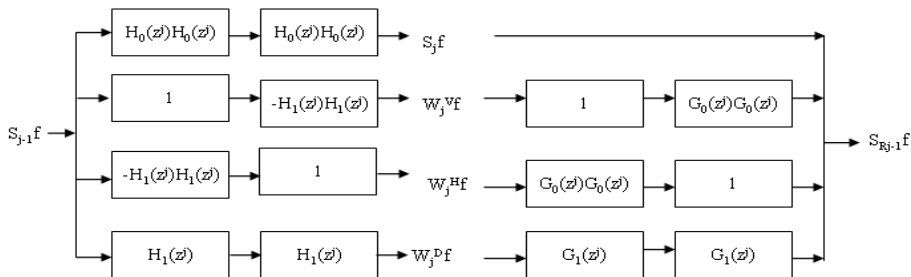 H₀(zʲ)H₀(zʲ) H₀(zʲ)H₀(zʲ) Sⱼf
1 -H₁(zʲ)H₁(zʲ) Wⱼⱽf 1 G₀(zʲ)G₀(zʲ)
Sⱼ₋₁f S_Rj-1f
-H₁(zʲ)H₁(zʲ) 1 Wⱼᴴf G₀(zʲ)G₀(zʲ) 1
H₁(zʲ) H₁(zʲ) Wⱼᴰf G₁(zʲ) G₁(zʲ)